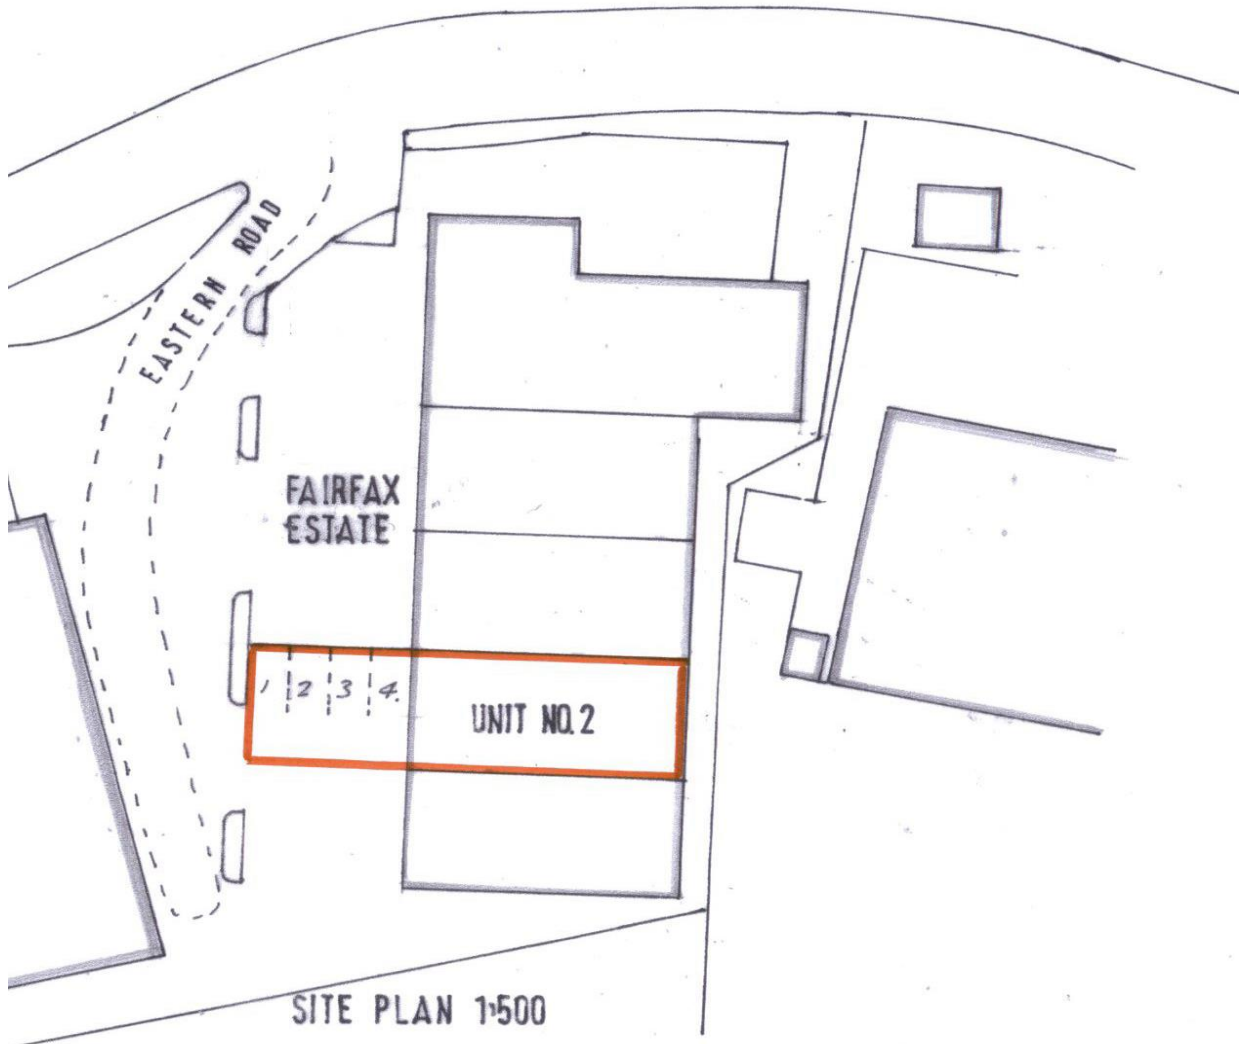 EASTERN ROAD
FAIRFAX
ESTATE
1 2 3 4.
UNIT NO. 2
SITE PLAN 1:500